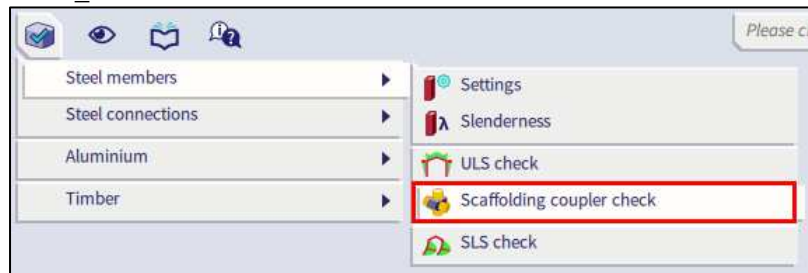 Please c
Steel members
Steel connections
Aluminium
Timber
Settings
λ Slenderness
ULS check
Scaffolding coupler check
SLS check